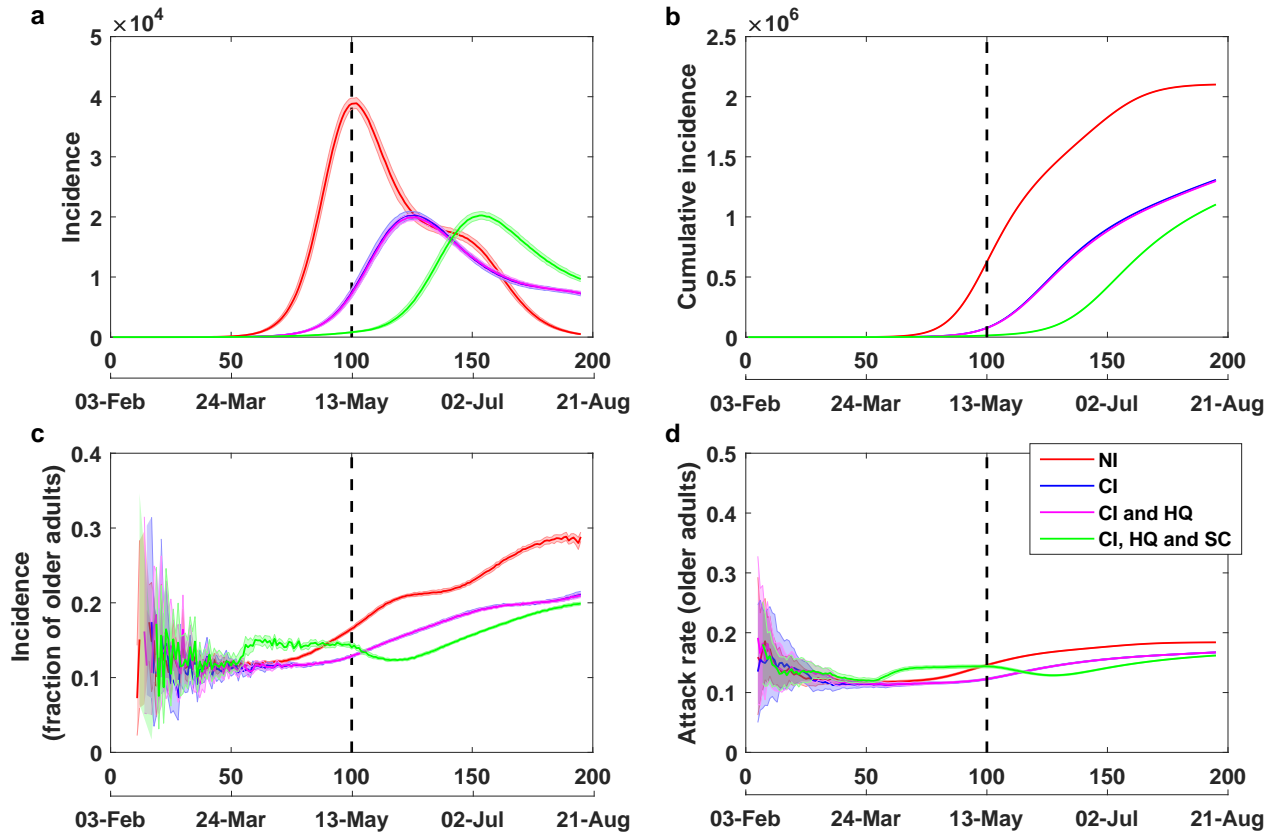 a
×10⁴
5
4
3
2
1
0
Incidence
0 50 100 150 200
03-Feb 24-Mar 13-May 02-Jul 21-Aug
b
×10⁶
2.5
2
1.5
1
0.5
0
Cumulative incidence
0 50 100 150 200
03-Feb 24-Mar 13-May 02-Jul 21-Aug
c
0.4
0.3
0.2
0.1
0
Incidence
(fraction of older adults)
0 50 100 150 200
03-Feb 24-Mar 13-May 02-Jul 21-Aug
d
0.5
0.4
0.3
0.2
0.1
0
Attack rate (older adults)
NI
CI
CI and HQ
CI, HQ and SC
0 50 100 150 200
03-Feb 24-Mar 13-May 02-Jul 21-Aug